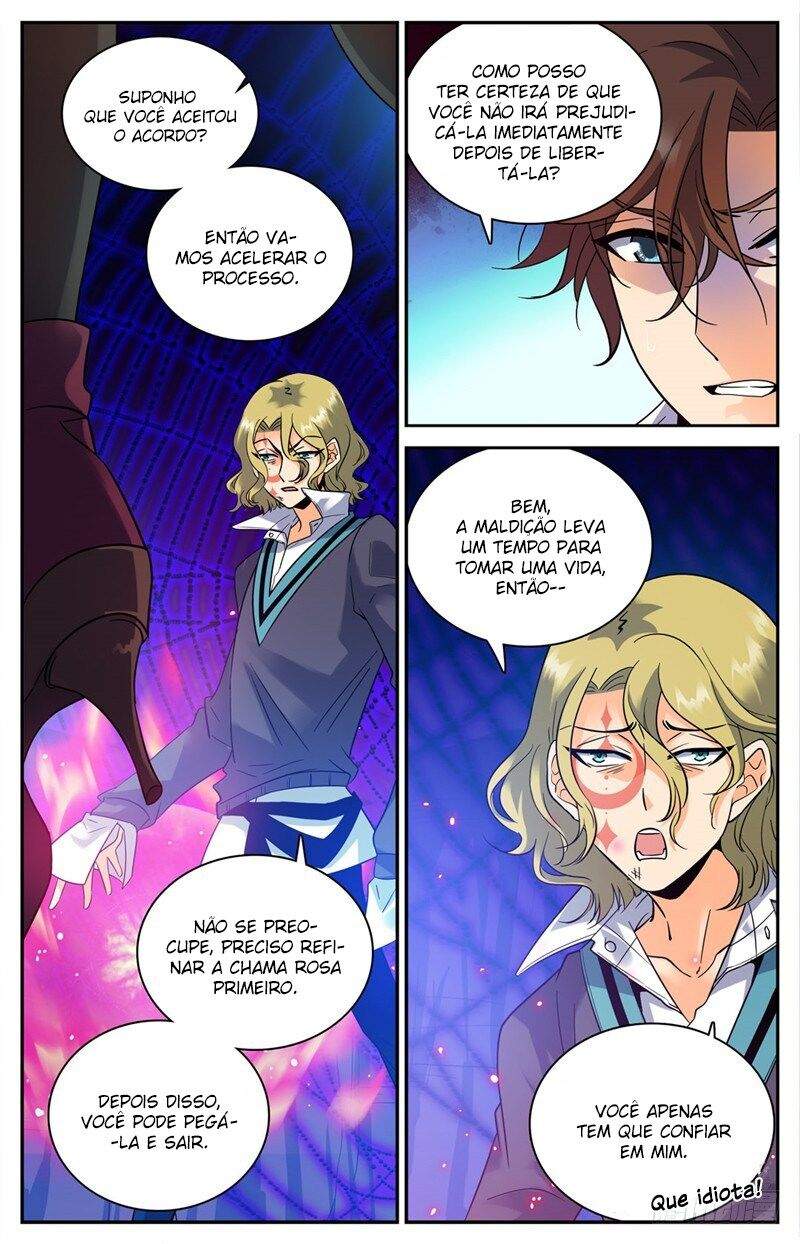 SUPONHO
QUE VOCÊ ACEITOU
O ACORDO?
ENTÃO VA-
MOS ACELERAR O
PROCESSO.
NÃO SE PREO-
CUPE, PRECISO REFI-
NAR A CHAMA ROSA
PRIMEIRO.
DEPOIS DISSO,
VOCÊ PODE PEGÁ-
-LA E SAIR.
COMO POSSO
TER CERTEZA DE QUE
VOCÊ NÃO IRÁ PREJUDI-
CÁ-LA IMEDIATAMENTE
DEPOIS DE LIBER-
TÁ-LA?
BEM,
A MALDIÇÃO LEVA
UM TEMPO PARA
TOMAR UMA VIDA,
ENTÃO--
VOCÊ APENAS
TEM QUE CONFIAR
EM MIM.
Que idiota!